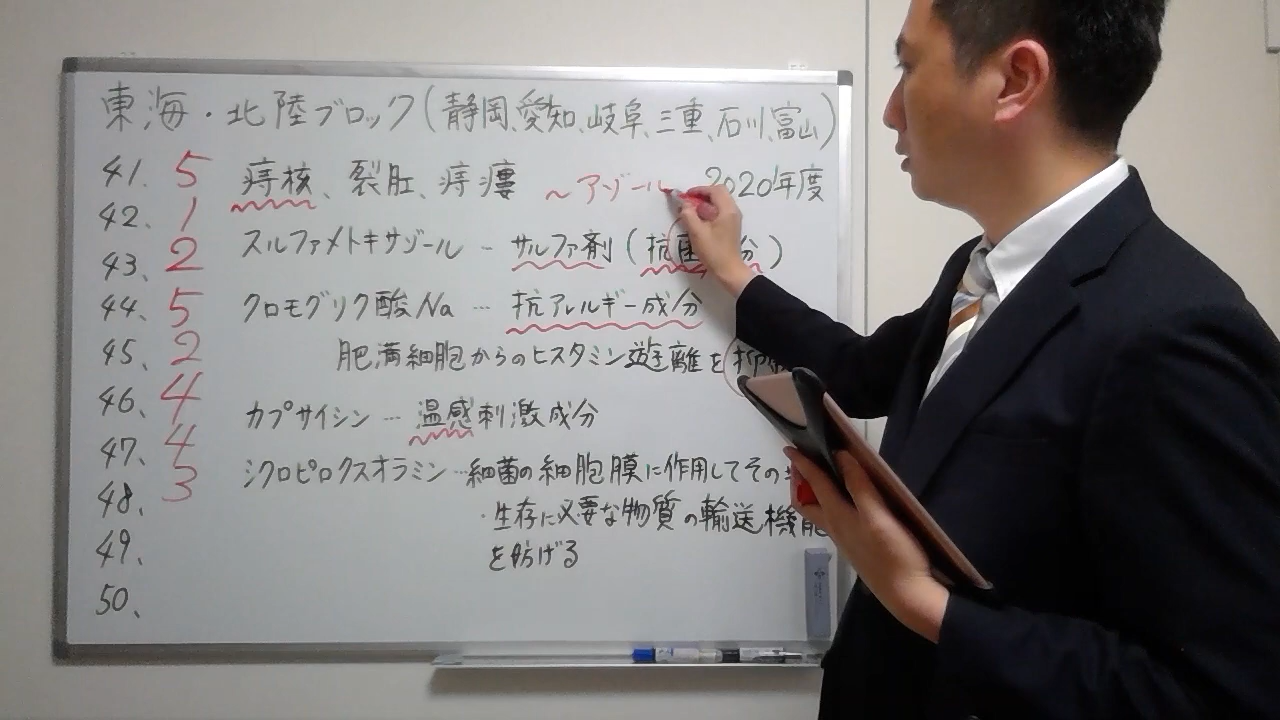 東海・北陸ブロック(静岡、愛知、岐阜、三重、石川、富山)
2020年度
41. 5 痔核、裂肛、痔瘻 〜アゾール
42. 1
スルファメトキサゾール … サルファ剤(抗菌 分)
43、 2
44、 5 クロモグリク酸Na … 抗アレルギー成分
45、 2 肥満細胞からのヒスタミン遊離を
46、 4 カプサイシン … 温感刺激成分
47、 4 シクロピロクスオラミン … 細菌の細胞膜に作用してその
48、 3 ・生存に必要な物質の輸送機能
49、 を妨げる
50、